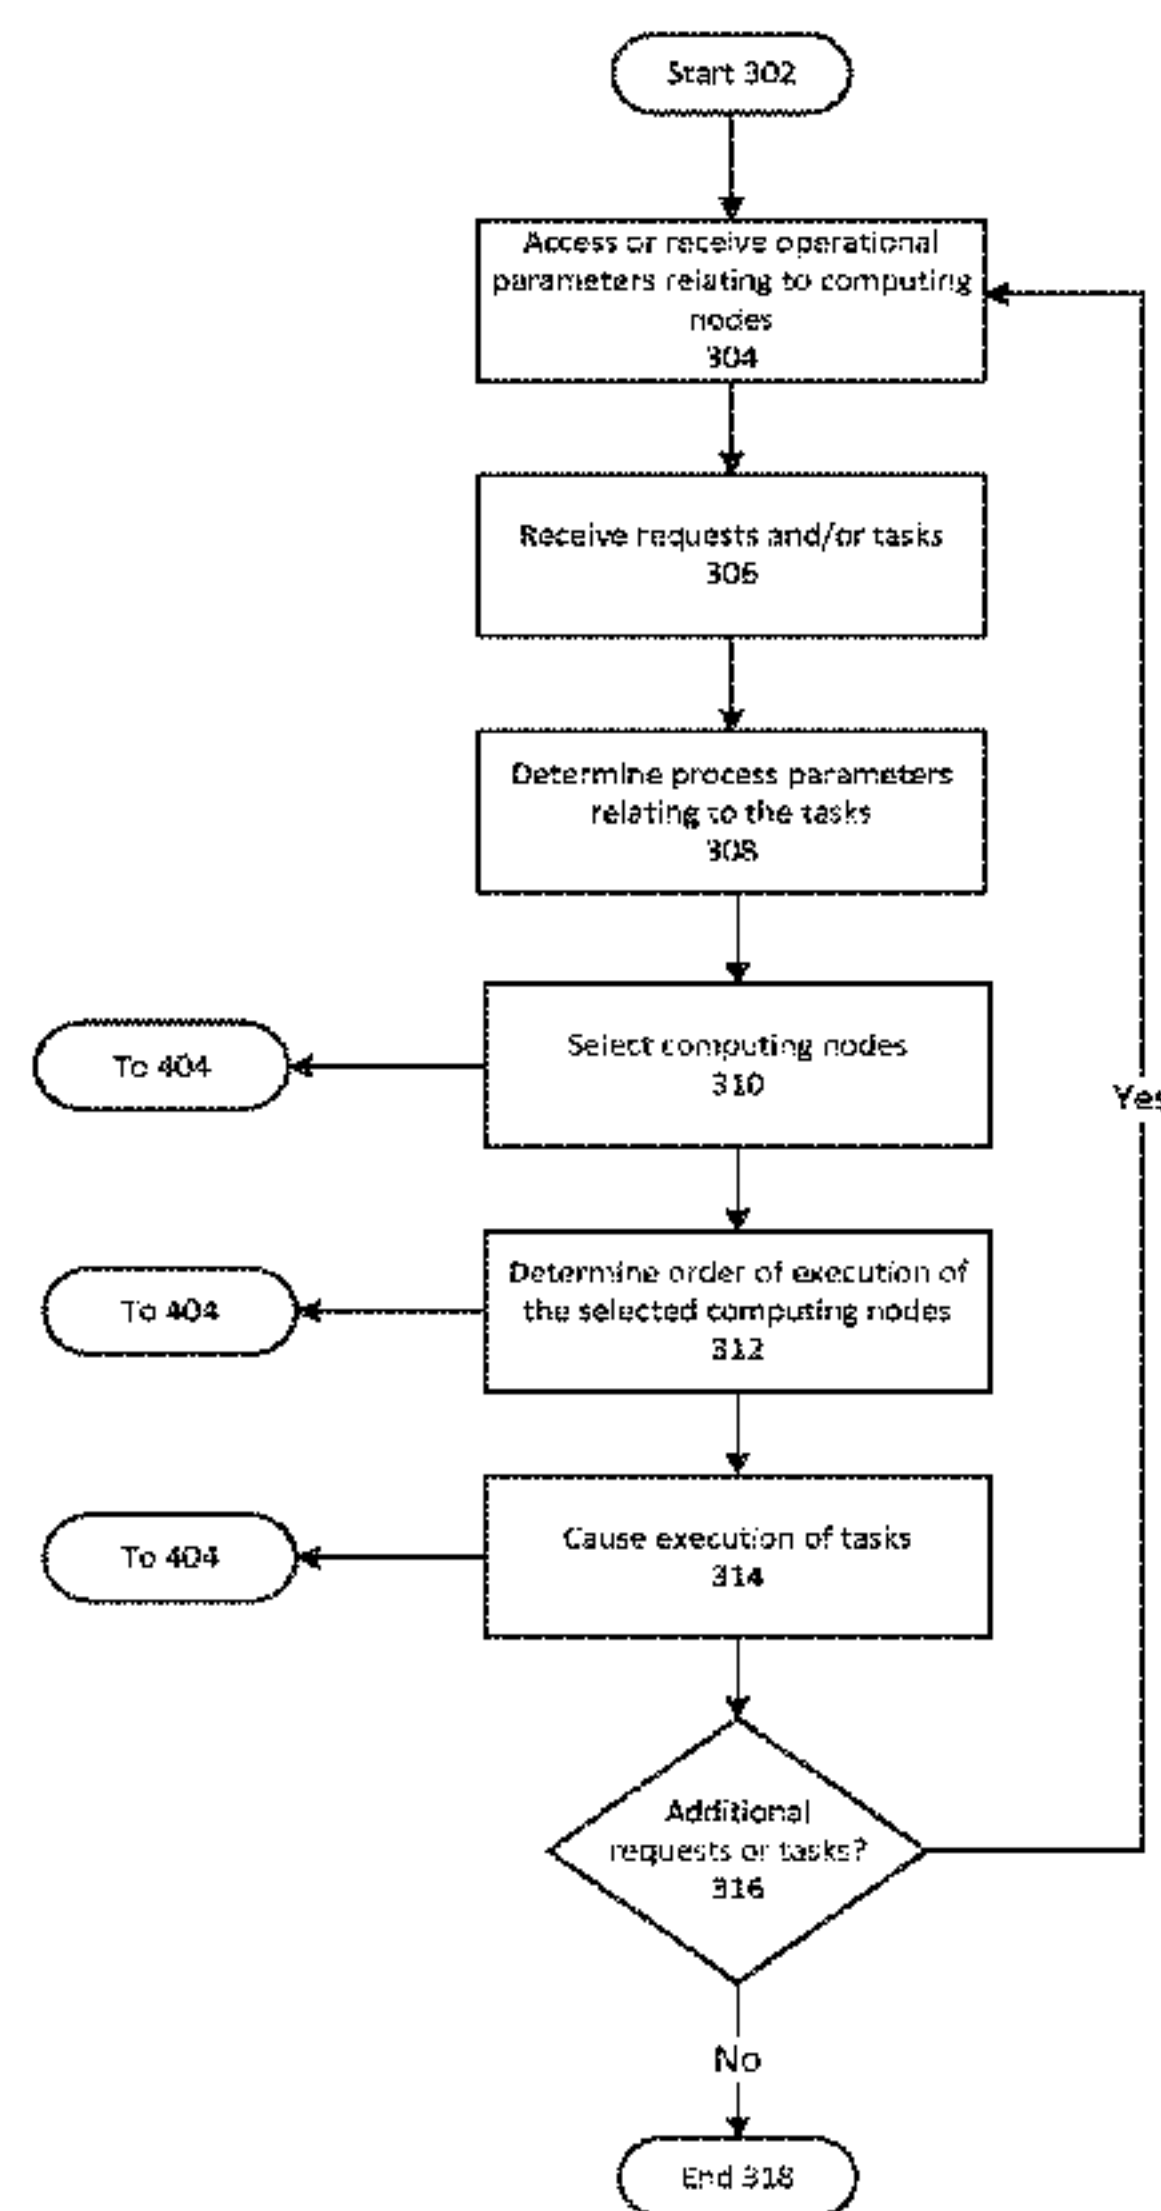 Start 302
Access or receive operational
parameters relating to computing
nodes
304
Receive requests and/or tasks
306
Determine process parameters
relating to the tasks
308
Select computing nodes
310
To 404
Yes
Determine order of execution of
the selected computing nodes
312
To 404
Cause execution of tasks
314
To 404
Additional
requests or tasks?
316
No
End 318